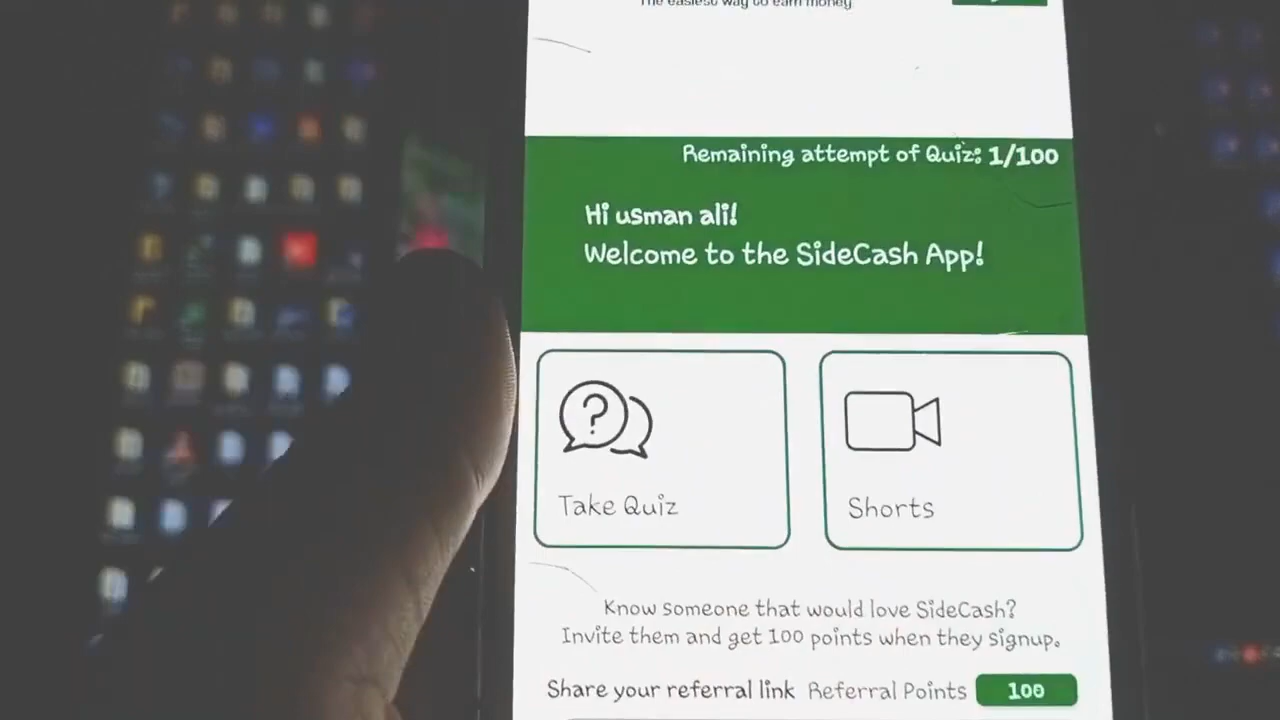 The easiest way to earn money
Remaining attempt of Quiz: 1/100
Hi usman ali!
Welcome to the SideCash App!
Take Quiz
Shorts
Know someone that would love SideCash?
Invite them and get 100 points when they signup.
Share your referral link Referral Points 100